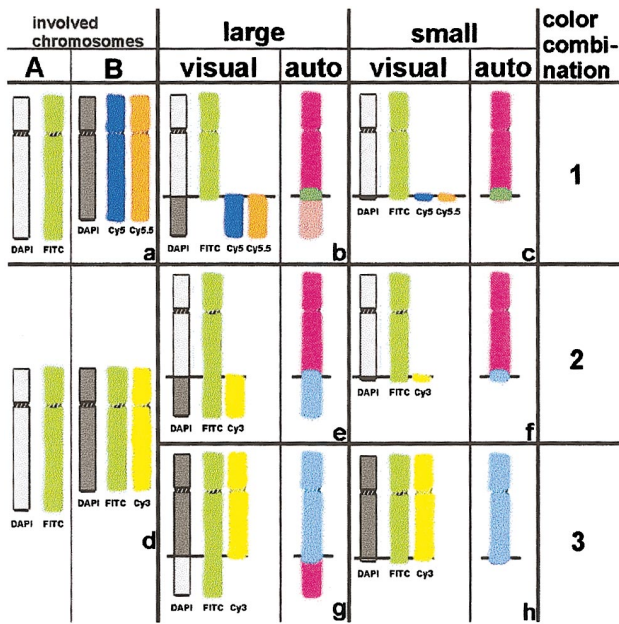 involved
chromosomes
large
small
color
combi-
nation
A
B
visual
auto
visual
auto
DAPI FITC
DAPI Cy5 Cy5.5
a
DAPI FITC Cy5 Cy5.5
b
DAPI FITC Cy5 Cy5.5
c
1
DAPI FITC
DAPI FITC Cy3
d
DAPI FITC Cy3
e
DAPI FITC Cy3
f
2
DAPI FITC Cy3
g
DAPI FITC Cy3
h
3